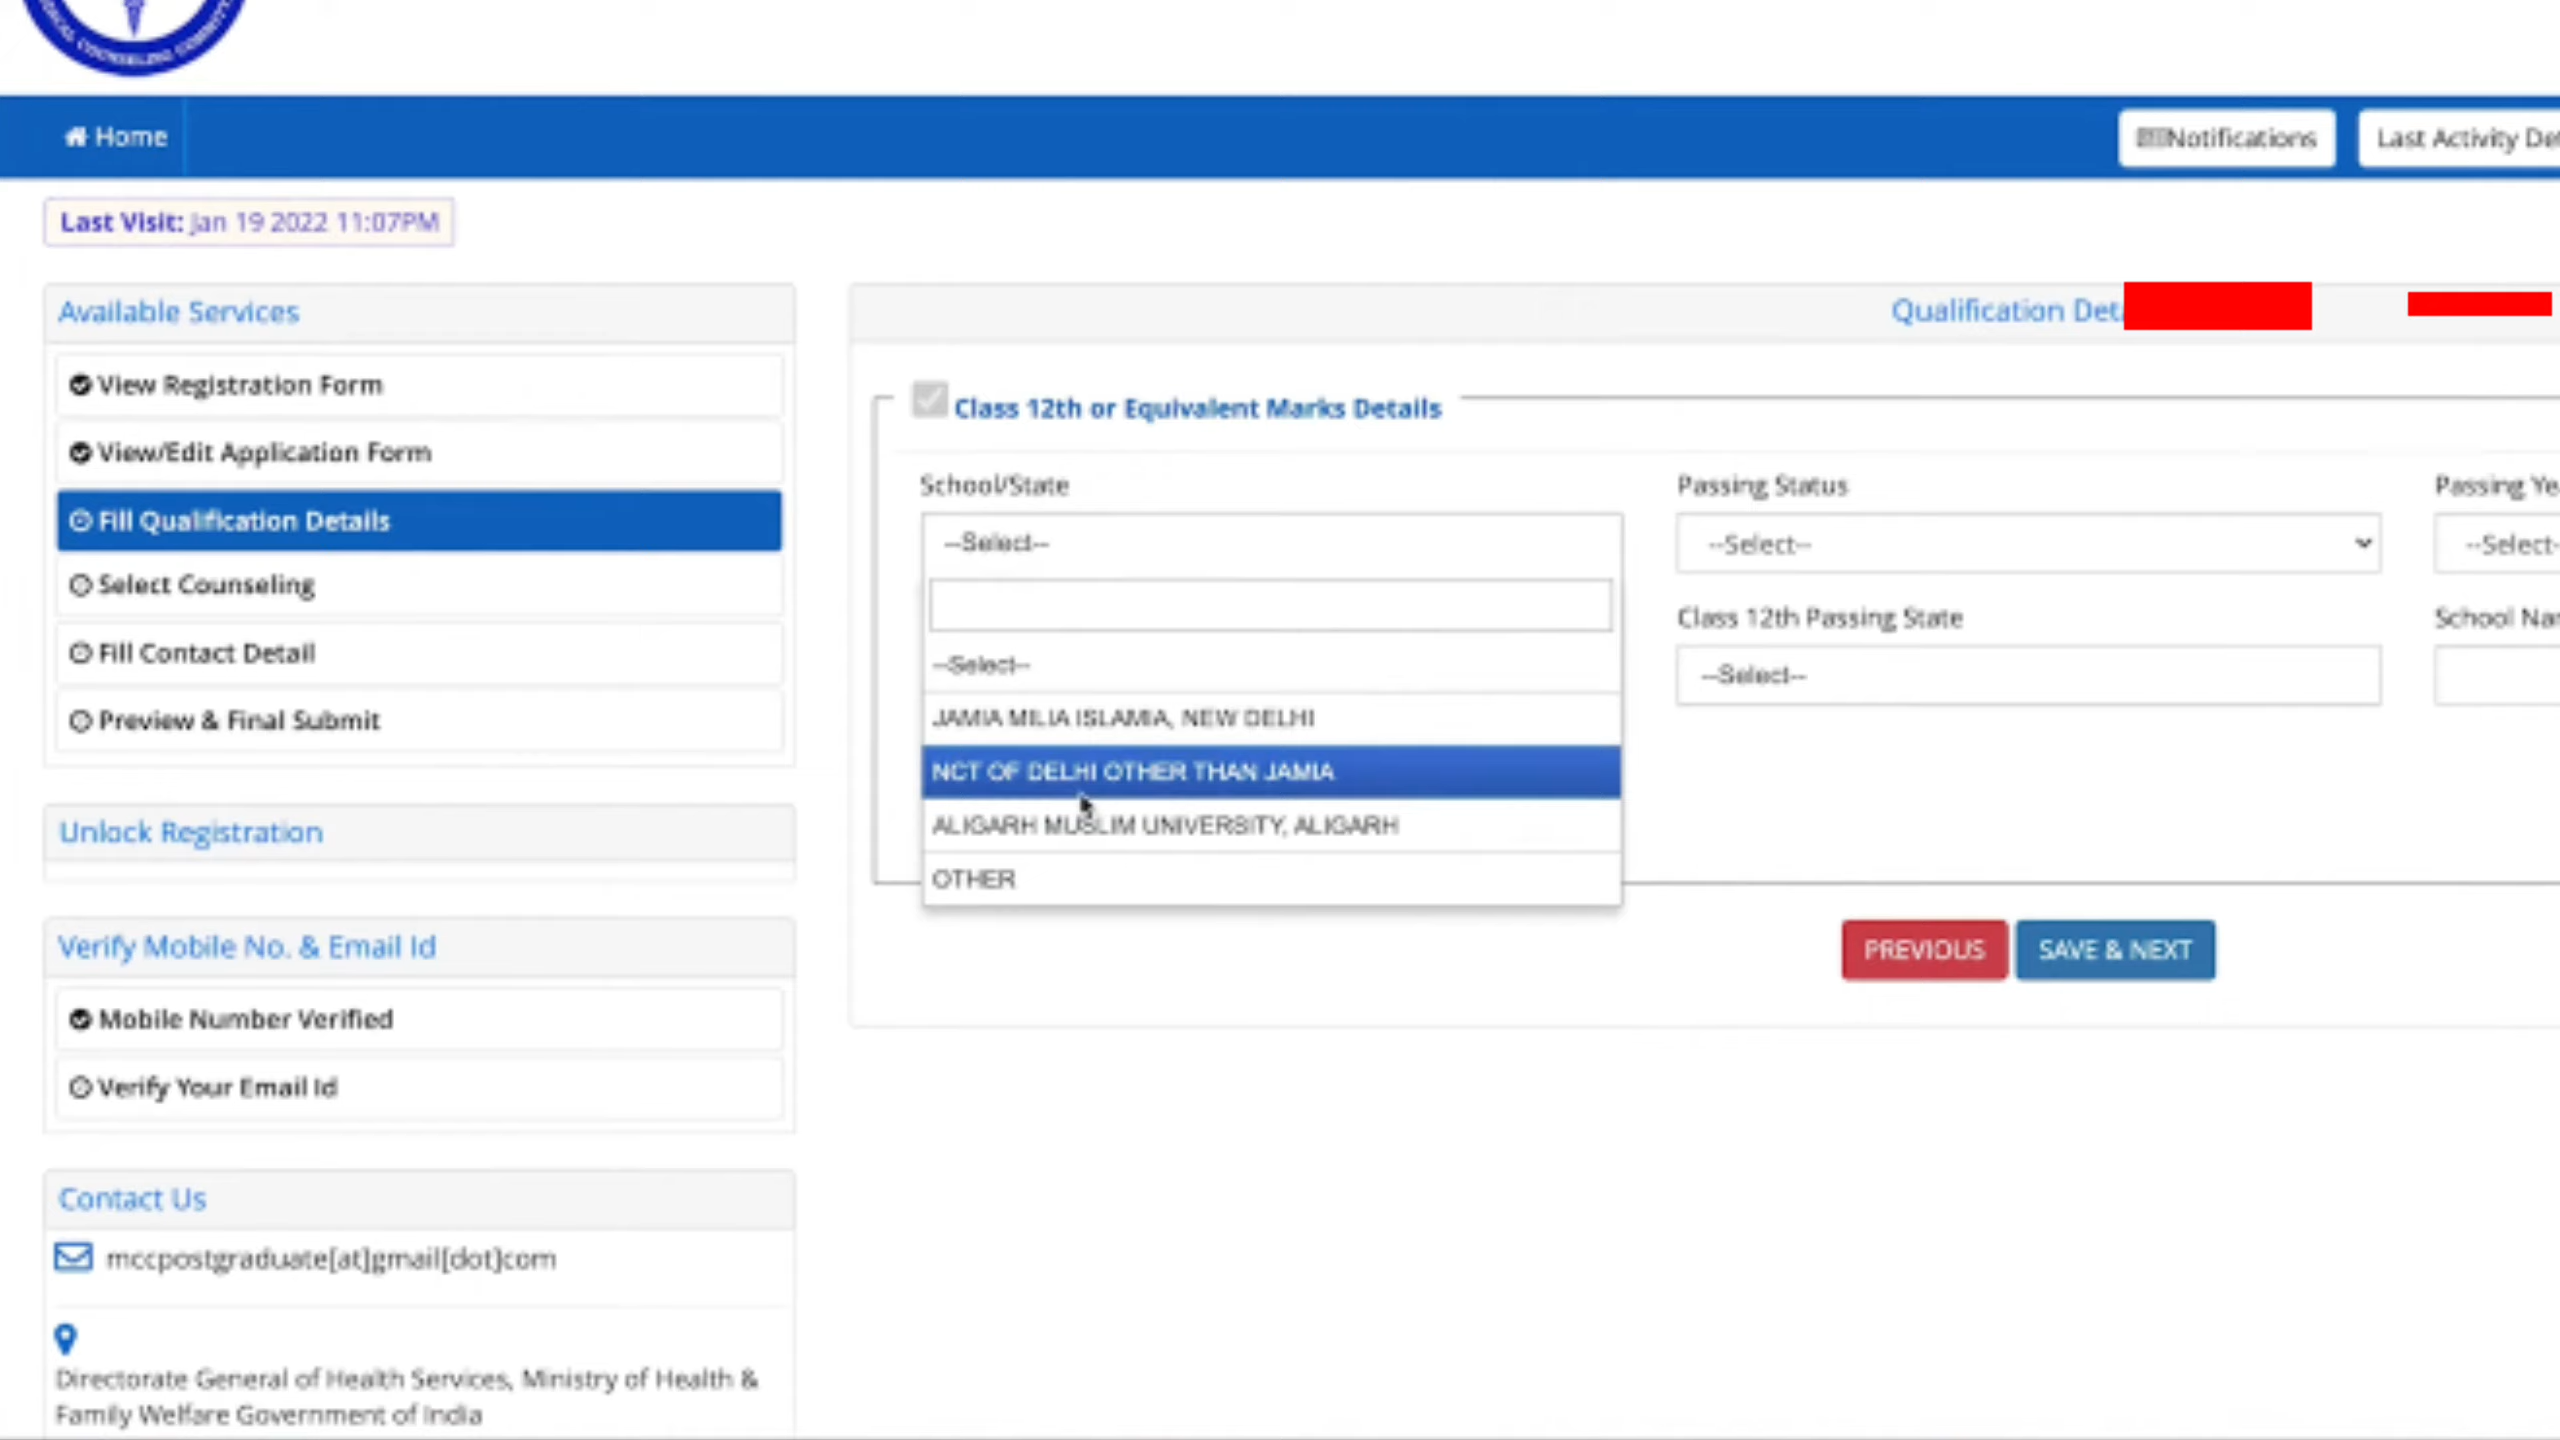 MEDICAL COUNSELING COMMITTEE
Home
Notifications
Last Activity
Last Visit: Jan 19 2022 11:07PM
Available Services
View Registration Form
View/Edit Application Form
Fill Qualification Details
Select Counseling
Fill Contact Detail
Preview & Final Submit
Unlock Registration
Verify Mobile No. & Email Id
Mobile Number Verified
Verify Your Email Id
Contact Us
mccpostgraduate[at]gmail[dot]com
Directorate General of Health Services, Ministry of Health &
Family Welfare Government of India
Qualification
Class 12th or Equivalent Marks Details
School/State
--Select--
--Select--
JAMIA MILIA ISLAMIA, NEW DELHI
NCT OF DELHI OTHER THAN JAMIA
ALIGARH MUSLIM UNIVERSITY, ALIGARH
OTHER
Passing Status
--Select--
Passing
--Select--
Class 12th Passing State
--Select--
School
PREVIOUS
SAVE & NEXT